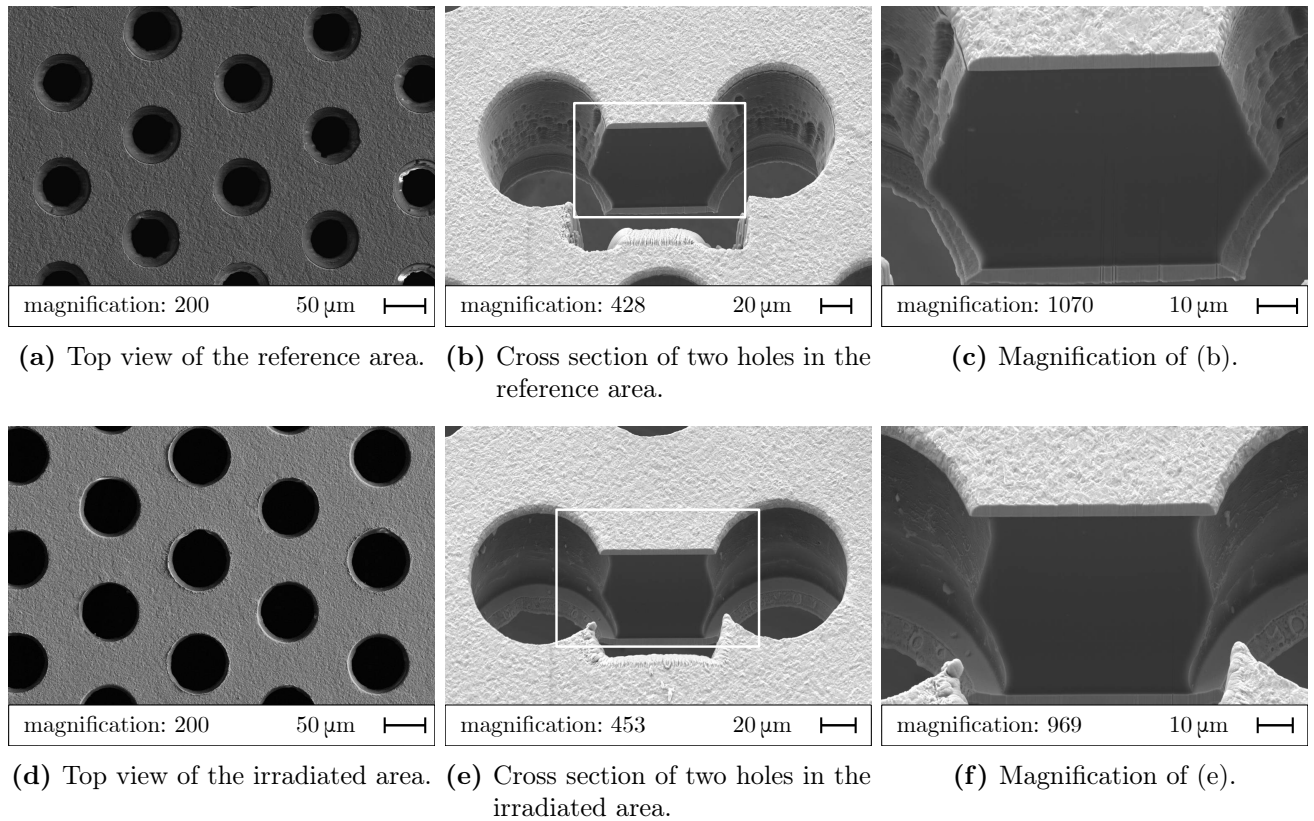 magnification: 200 50 μm
magnification: 428 20 μm
magnification: 1070 10 μm
(a) Top view of the reference area.
(b) Cross section of two holes in the
reference area.
(c) Magnification of (b).
magnification: 200 50 μm
magnification: 453 20 μm
magnification: 969 10 μm
(d) Top view of the irradiated area.
(e) Cross section of two holes in the
irradiated area.
(f) Magnification of (e).